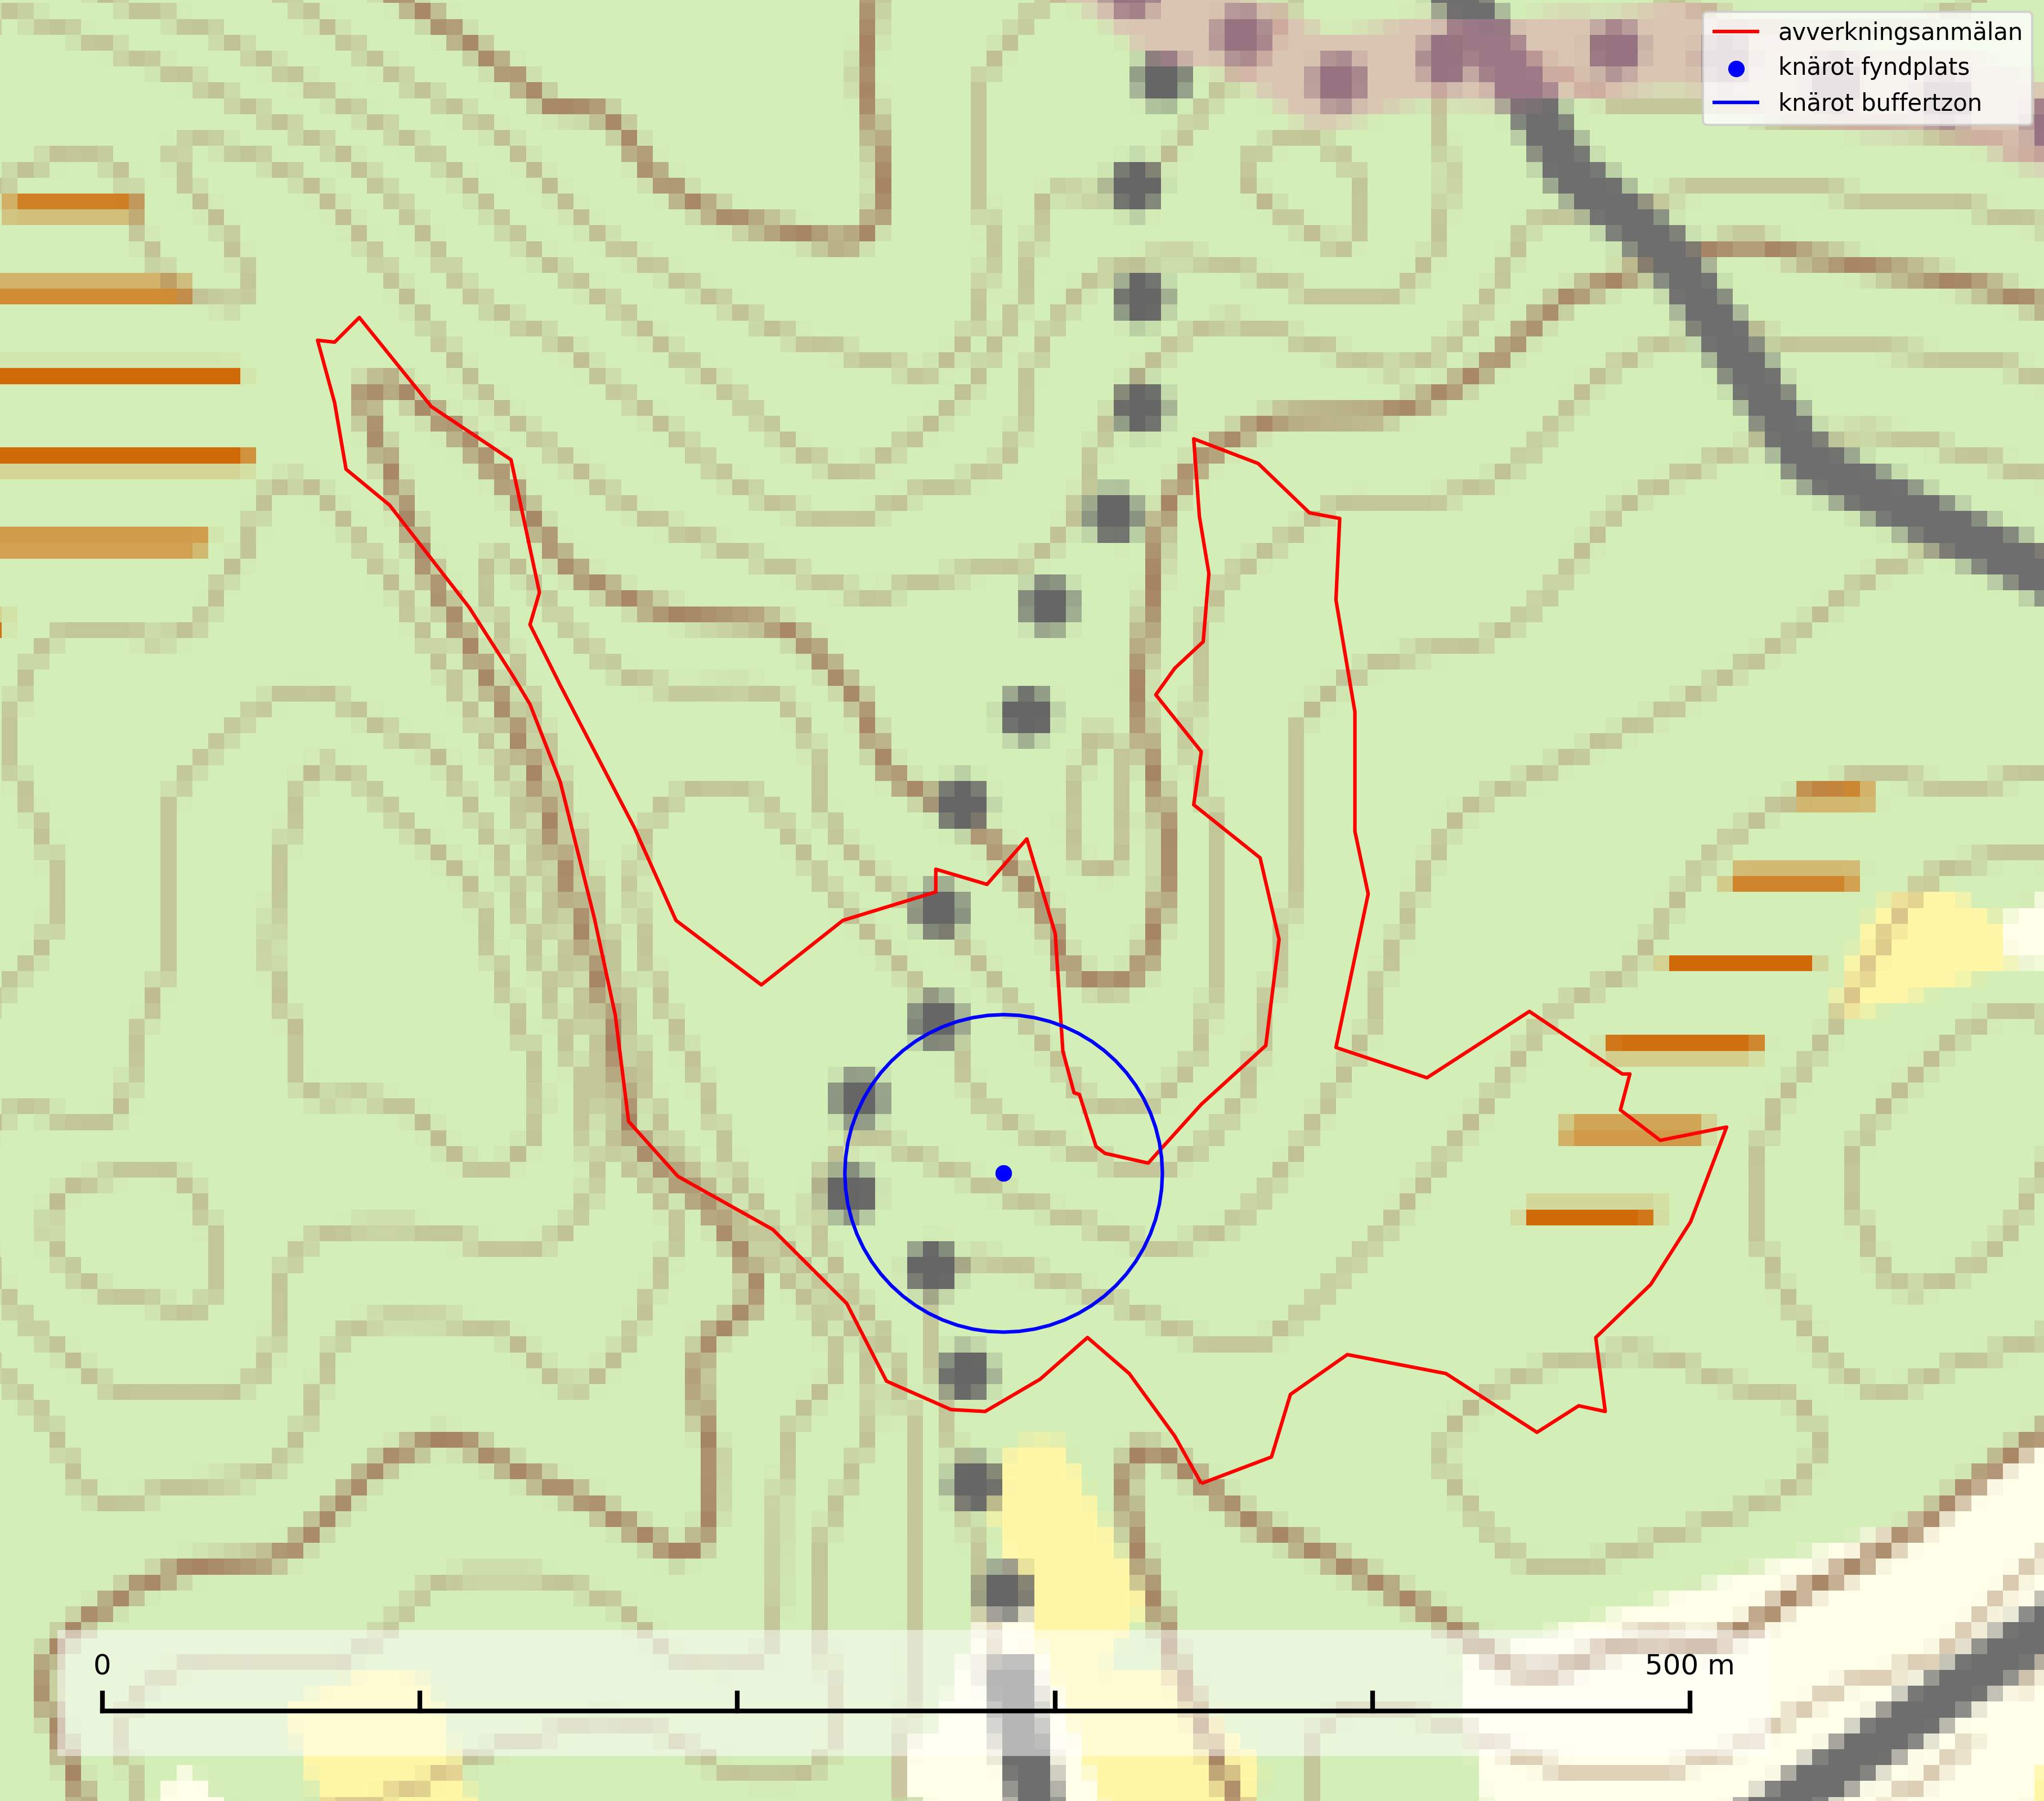 avverkningsanmälan
knärot fyndplats
knärot buffertzon
0
500 m